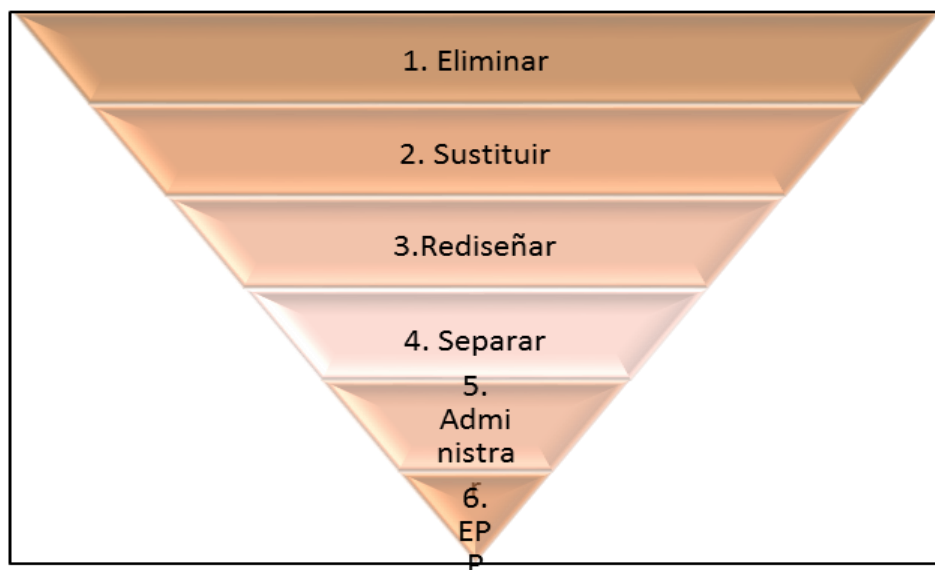 1. Eliminar
2. Sustituir
3.Rediseñar
4. Separar
5.
Admi
nistra
r
6.
EP
P